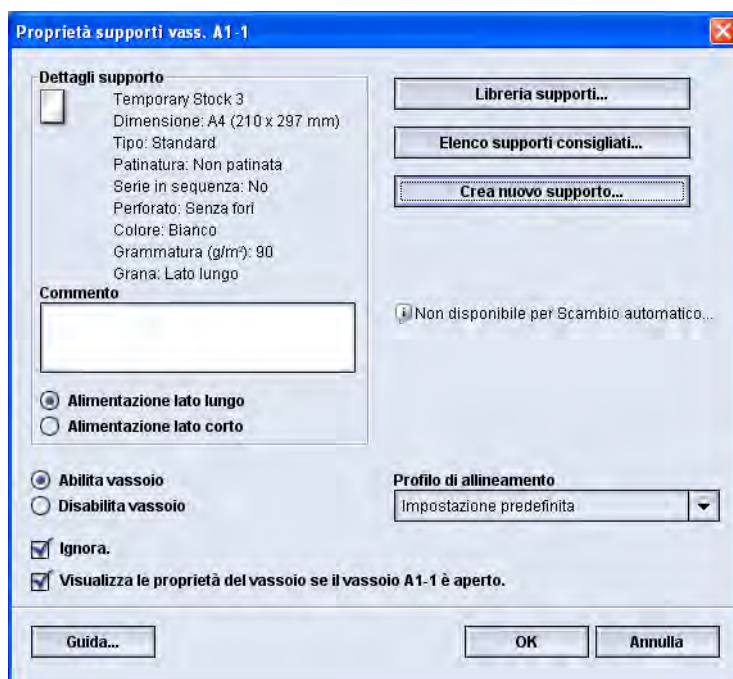 Proprietà supporti vass. A1-1
Dettagli supporto
Temporary Stock 3
Dimensione: A4 (210 x 297 mm)
Tipo: Standard
Patinatura: Non patinata
Serie in sequenza: No
Perforato: Senza fori
Colore: Bianco
Grammatura (g/m²): 90
Grana: Lato lungo
Commento
Alimentazione lato lungo
Alimentazione lato corto
Libreria supporti...
Elenco supporti consigliati...
Crea nuovo supporto...
Non disponibile per Scambio automatico...
Abilita vassoio
Disabilita vassoio
Profilo di allineamento
Impostazione predefinita
Ignora.
Visualizza le proprietà del vassoio se il vassoio A1-1 è aperto.
Guida...
OK
Annulla